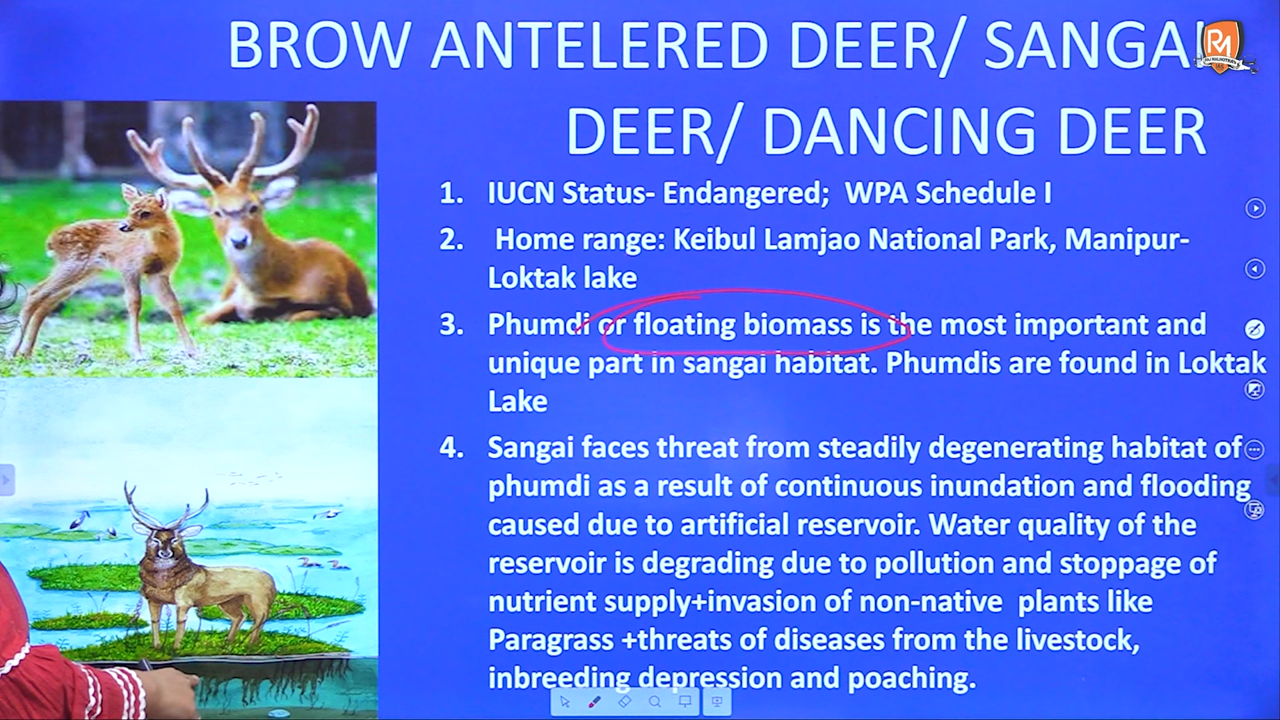 BROW ANTELERED DEER/ SANGAI
DEER/ DANCING DEER
1. IUCN Status- Endangered; WPA Schedule I
2. Home range: Keibul Lamjao National Park, Manipur-
Loktak lake
3. Phumdi or floating biomass is the most important and
unique part in sangai habitat. Phumdis are found in Loktak
Lake
4. Sangai faces threat from steadily degenerating habitat of
phumdi as a result of continuous inundation and flooding
caused due to artificial reservoir. Water quality of the
reservoir is degrading due to pollution and stoppage of
nutrient supply+invasion of non-native plants like
Paragrass +threats of diseases from the livestock,
inbreeding depression and poaching.